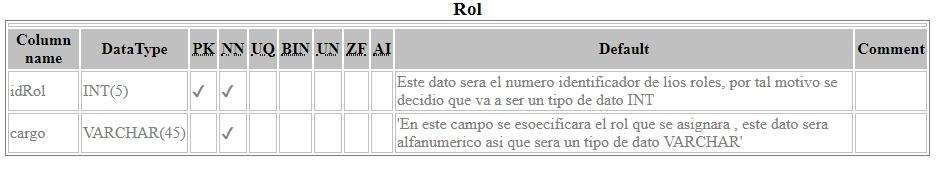 Rol
Column name DataType PK NN UQ BIN UN ZF AI Default Comment
idRol INT(5) ✓ ✓ Este dato sera el numero identificador de lios roles, por tal motivo se
decidio que va a ser un tipo de dato INT
cargo VARCHAR(45) ✓ 'En este campo se esoecificara el rol que se asignara , este dato sera
alfanumerico asi que sera un tipo de dato VARCHAR'